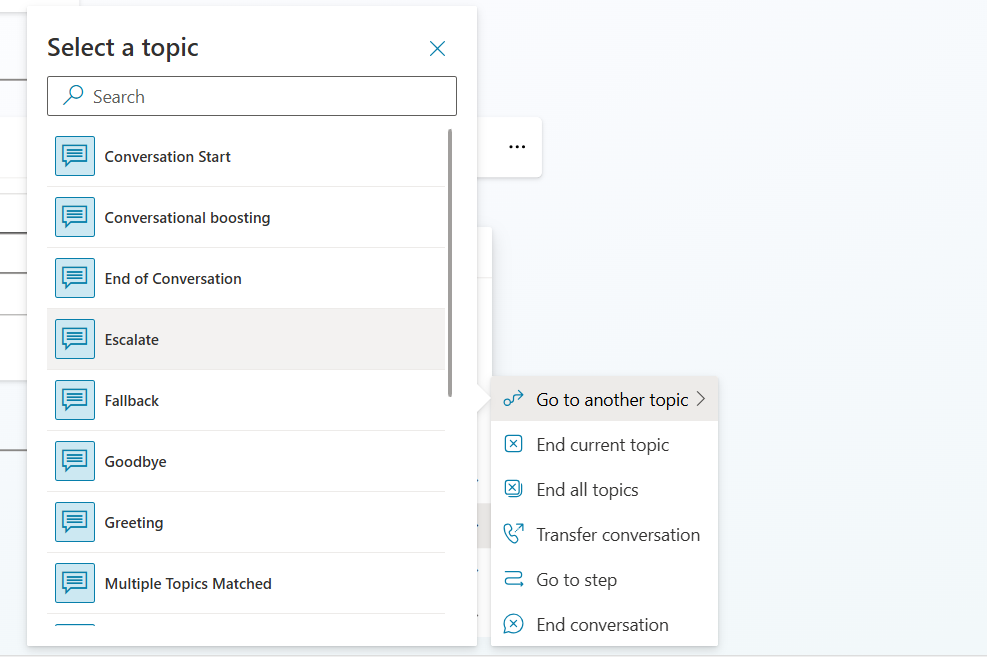 Select a topic
Search
Conversation Start
Conversational boosting
End of Conversation
Escalate
Fallback
Goodbye
Greeting
Multiple Topics Matched
Go to another topic
End current topic
End all topics
Transfer conversation
Go to step
End conversation